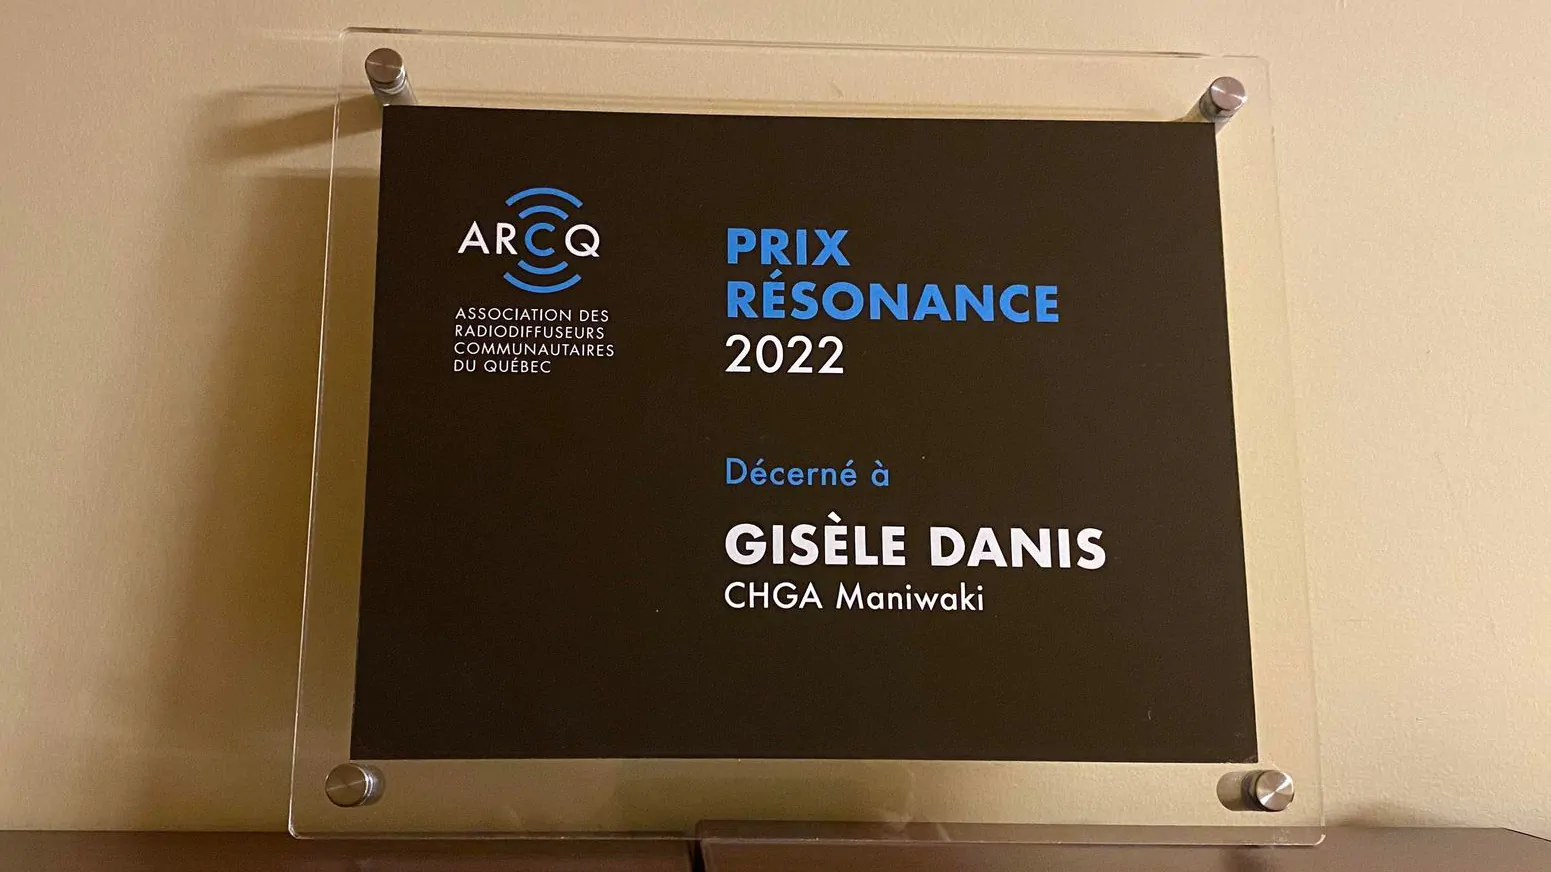 ARCQ
ASSOCIATION DES
RADIODIFFUSEURS
COMMUNAUTAIRES
DU QUÉBEC
PRIX
RÉSONANCE
2022
Décerné à
GISÈLE DANIS
CHGA Maniwaki